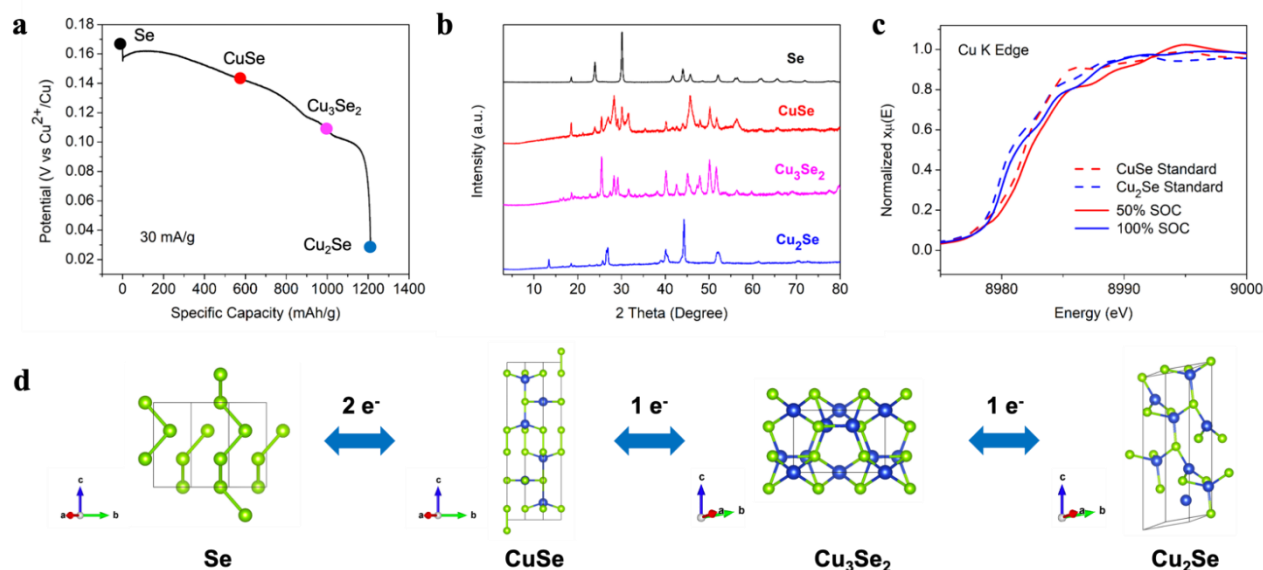 a
Se
CuSe
Cu3Se2
Cu2Se
30 mA/g
Potential (V vs Cu2+/Cu)
0.18
0.16
0.14
0.12
0.10
0.08
0.06
0.04
0.02
0 200 400 600 800 1000 1200 1400
Specific Capacity (mAh/g)
b
Se
CuSe
Cu3Se2
Cu2Se
Intensity (a.u.)
10 20 30 40 50 60 70 80
2 Theta (Degree)
c
Cu K Edge
CuSe Standard
Cu2Se Standard
50% SOC
100% SOC
Normalized xμ(E)
1.0
0.8
0.6
0.4
0.2
0.0
8980 8990 9000
Energy (eV)
d
2 e-
1 e-
1 e-
c
a b
c
a b
c
a b
c
a b
Se
CuSe
Cu3Se2
Cu2Se